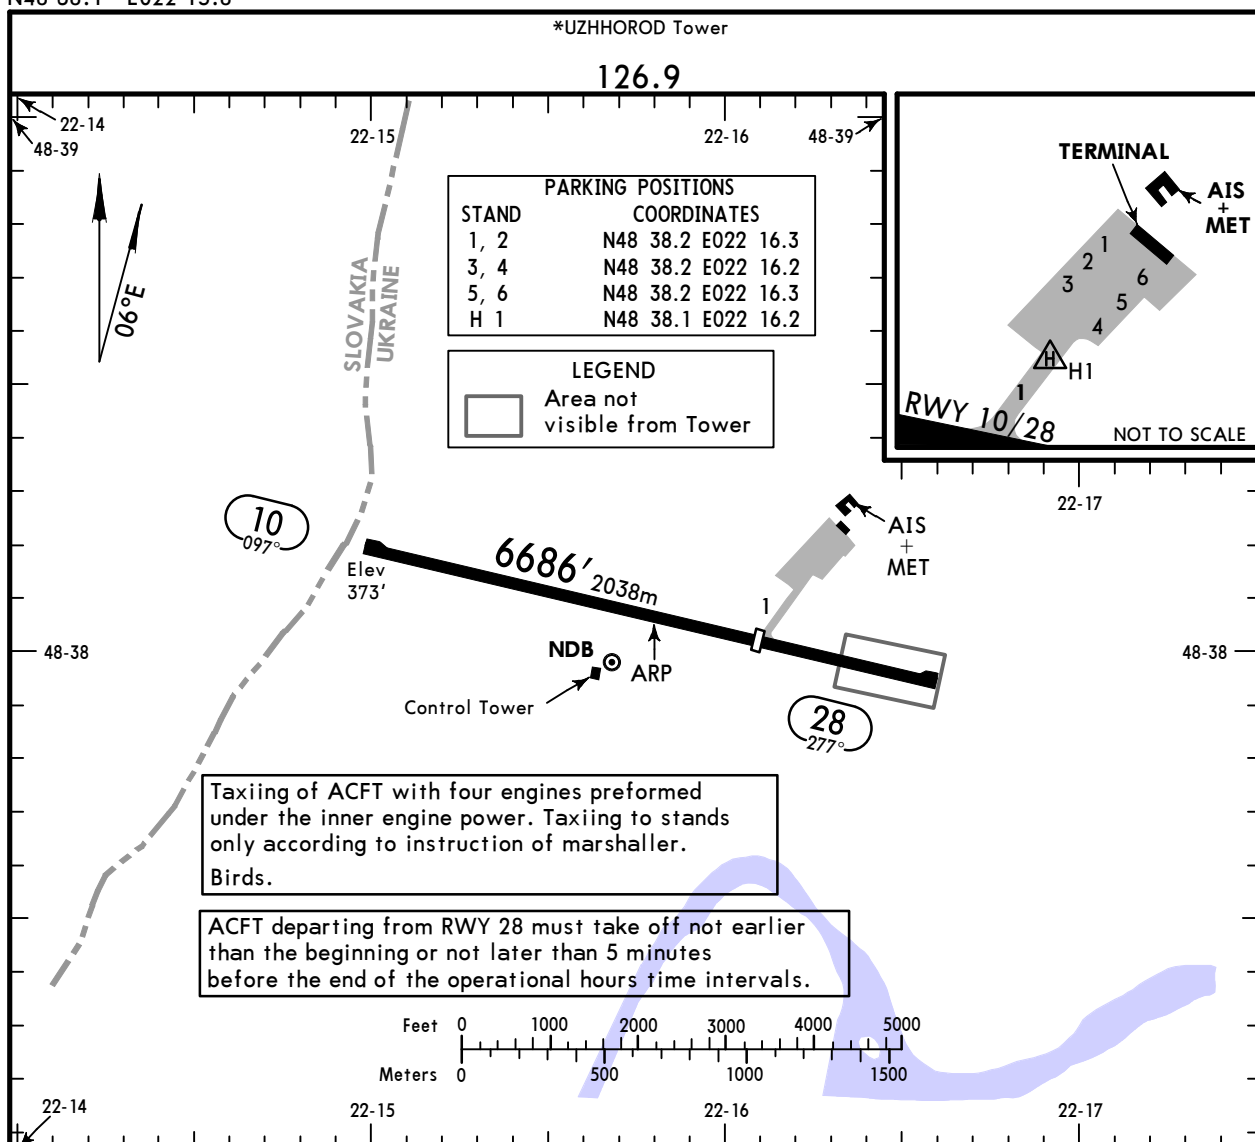 *UZHHOROD Tower
126.9
22-14
48-39
22-15
22-16
48-39
06°E
SLOVAKIA
UKRAINE
PARKING POSITIONS
STAND COORDINATES
1, 2 N48 38.2 E022 16.3
3, 4 N48 38.2 E022 16.2
5, 6 N48 38.2 E022 16.3
H 1 N48 38.1 E022 16.2
LEGEND
Area not
visible from Tower
TERMINAL
AIS
+
MET
1
2
3
6
5
4
H
H1
1
RWY 10/28
NOT TO SCALE
22-17
10
097°
Elev
373'
6686' 2038m
1
AIS
+
MET
48-38
48-38
NDB
ARP
Control Tower
28
277°
Taxiing of ACFT with four engines preformed
under the inner engine power. Taxiing to stands
only according to instruction of marshaller.
Birds.
ACFT departing from RWY 28 must take off not earlier
than the beginning or not later than 5 minutes
before the end of the operational hours time intervals.
Feet 0 1000 2000 3000 4000 5000
Meters 0 500 1000 1500
22-14
22-15
22-16
22-17